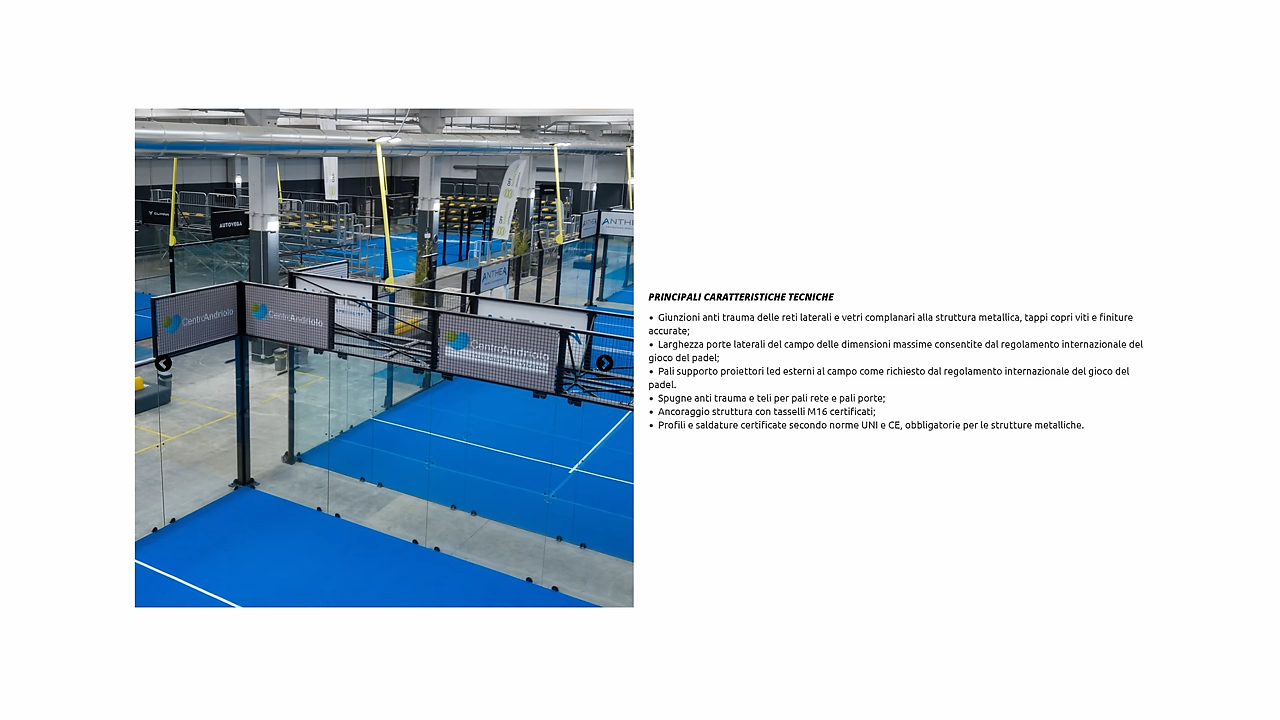 CUPRA
AUTOVEGA
ANTHEA
ANTHE
CentroAndriolo
CentroAndriolo
CentroAndriolo
PRINCIPALI CARATTERISTICHE TECNICHE
• Giunzioni anti trauma delle reti laterali e vetri complanari alla struttura metallica, tappi copri viti e finiture
accurate;
• Larghezza porte laterali del campo delle dimensioni massime consentite dal regolamento internazionale del
gioco del padel;
• Pali supporto proiettori led esterni al campo come richiesto dal regolamento internazionale del gioco del
padel.
• Spugne anti trauma e teli per pali rete e pali porte;
• Ancoraggio struttura con tasselli M16 certificati;
• Profili e saldature certificate secondo norme UNI e CE, obbligatorie per le strutture metalliche.